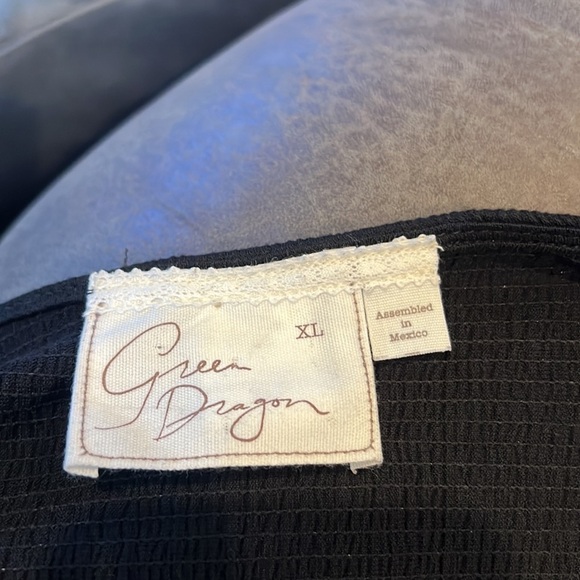 XL
Green
Dragon
Assembled
in
Mexico